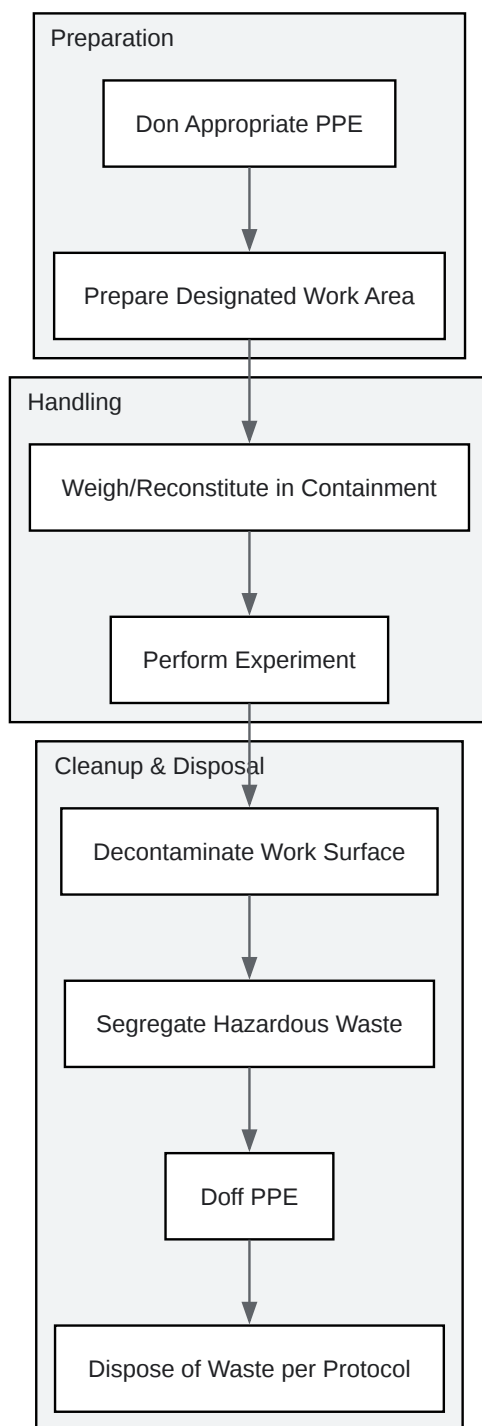 Preparation
Don Appropriate PPE
Prepare Designated Work Area
Handling
Weigh/Reconstitute in Containment
Perform Experiment
Cleanup & Disposal
Decontaminate Work Surface
Segregate Hazardous Waste
Doff PPE
Dispose of Waste per Protocol